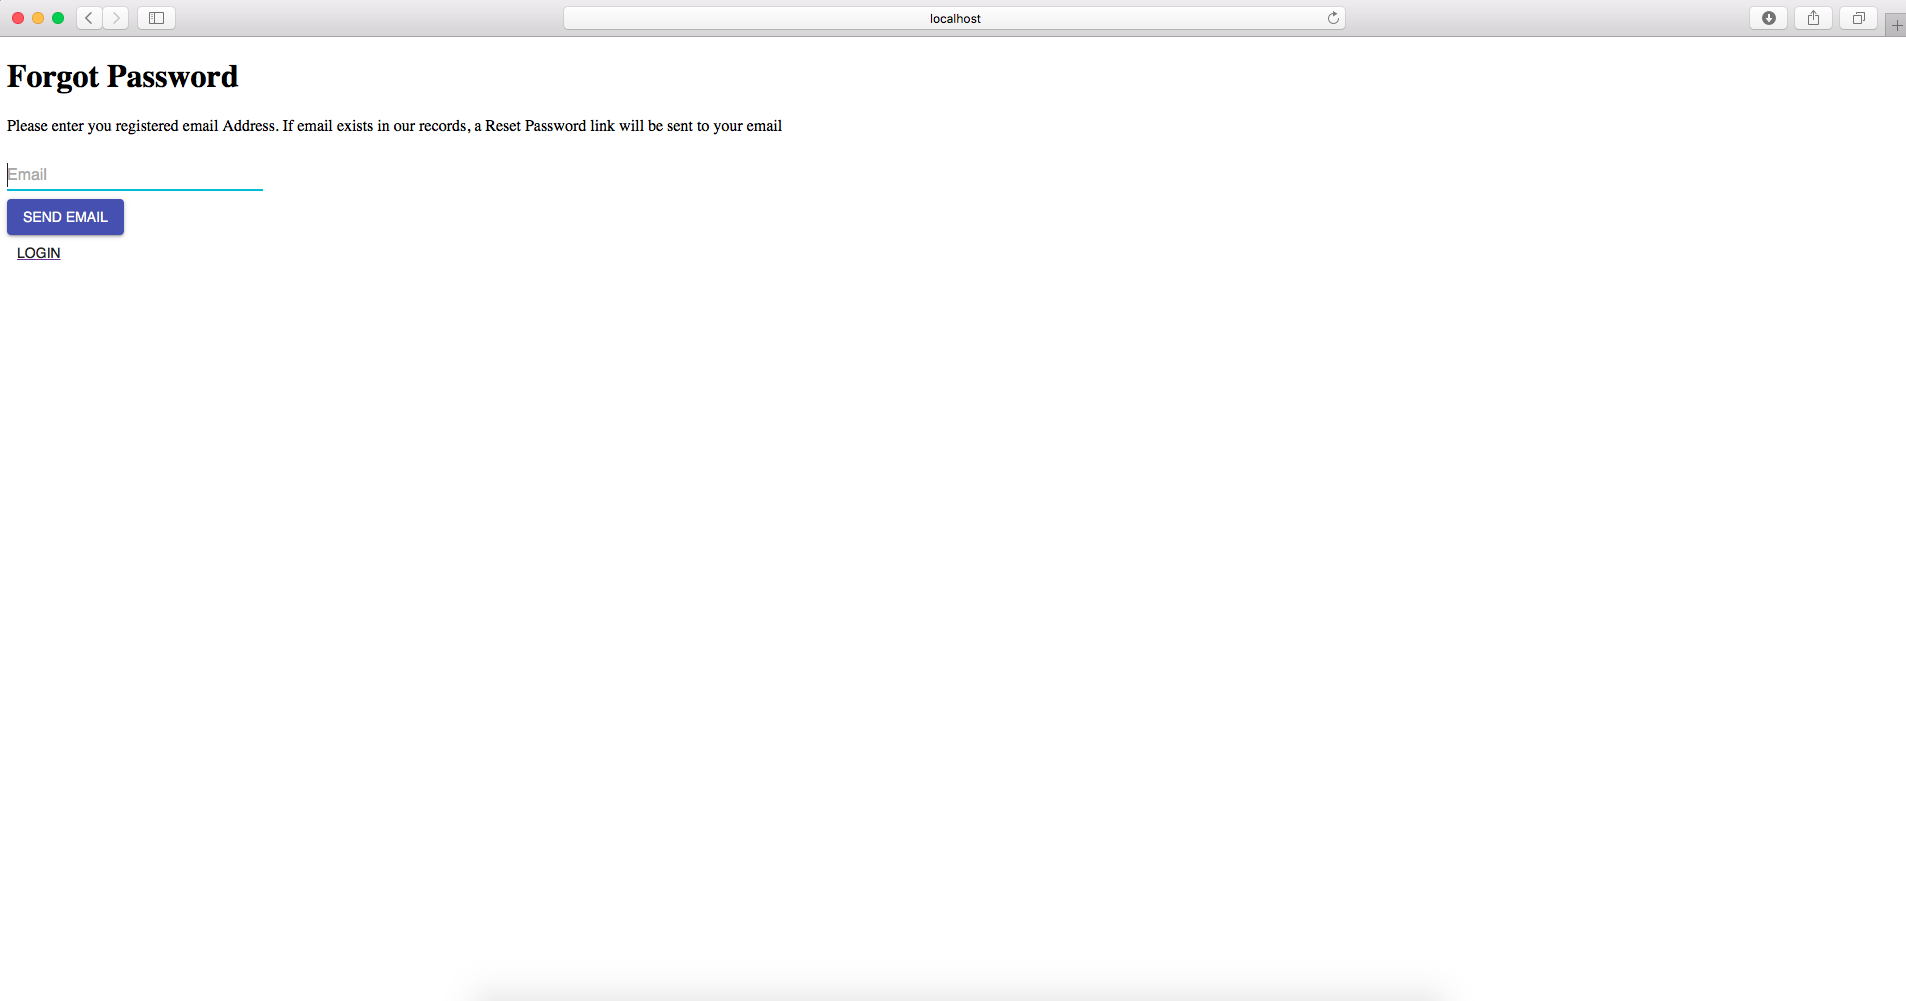 localhost
Forgot Password
Please enter you registered email Address. If email exists in our records, a Reset Password link will be sent to your email
Email
SEND EMAIL
LOGIN